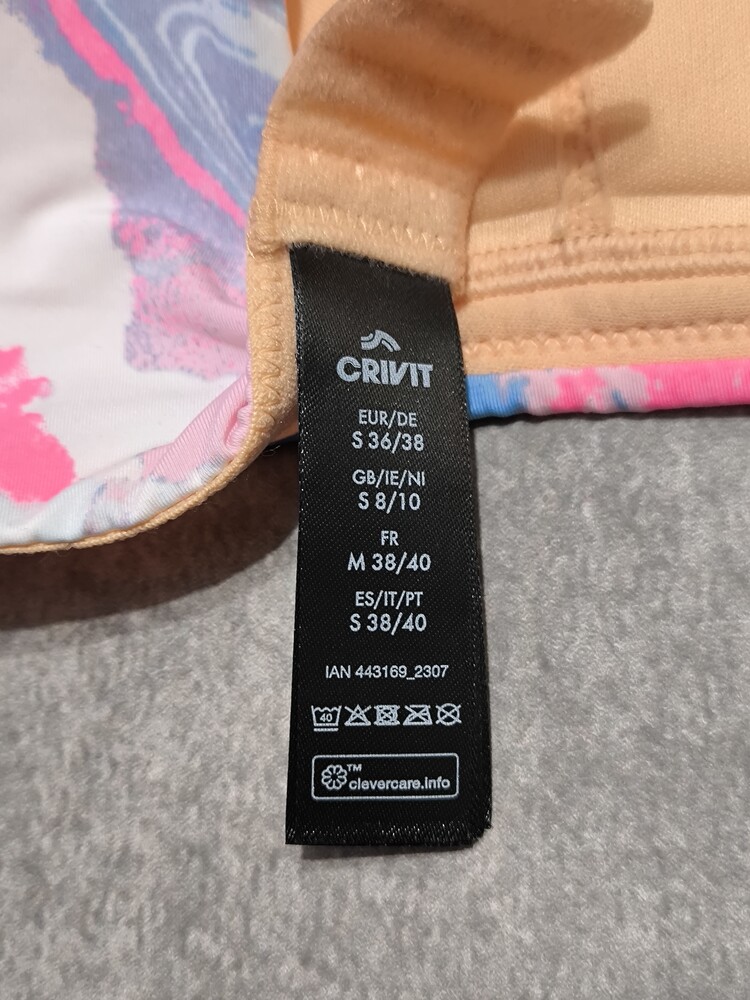 CRIVIT
EUR/DE
S 36/38
GB/IE/NI
S 8/10
FR
M 38/40
ES/IT/PT
S 38/40
IAN 443169_2307
40
™
clevercare.info